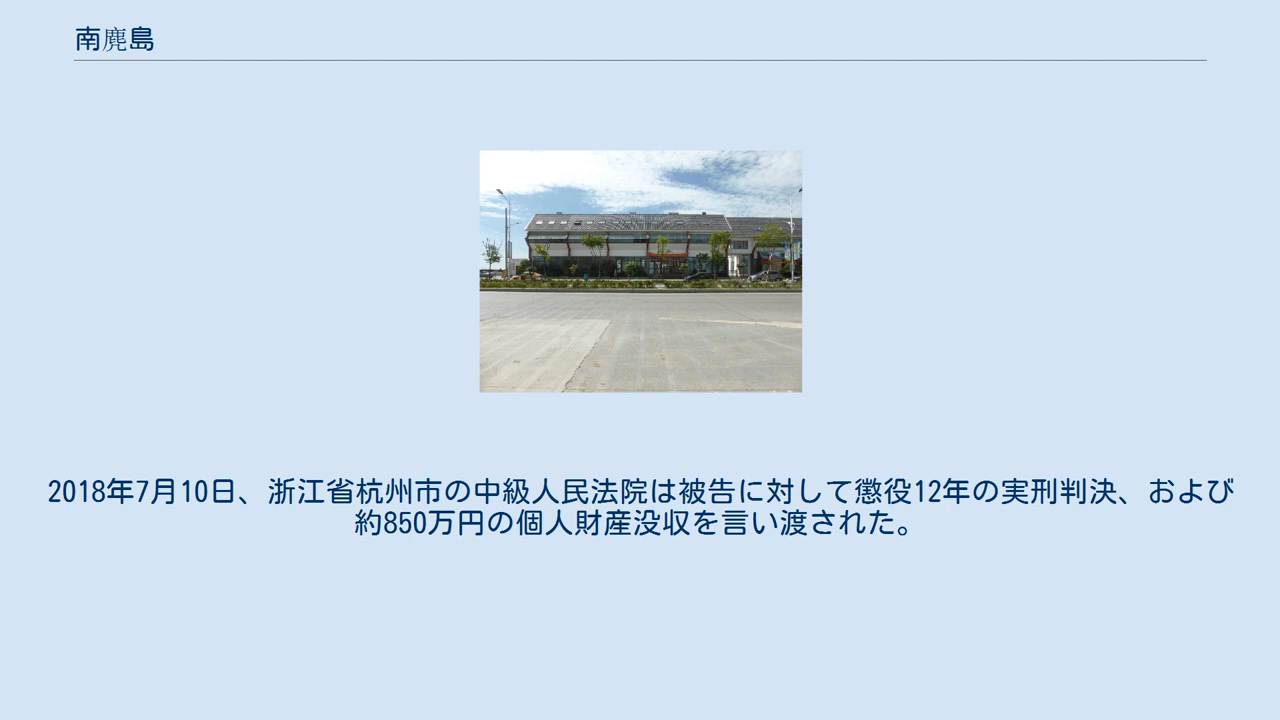 南麂島
2018年7月10日、浙江省杭州市の中級人民法院は被告に対して懲役12年の実刑判決、および
約850万円の個人財産没収を言い渡された。